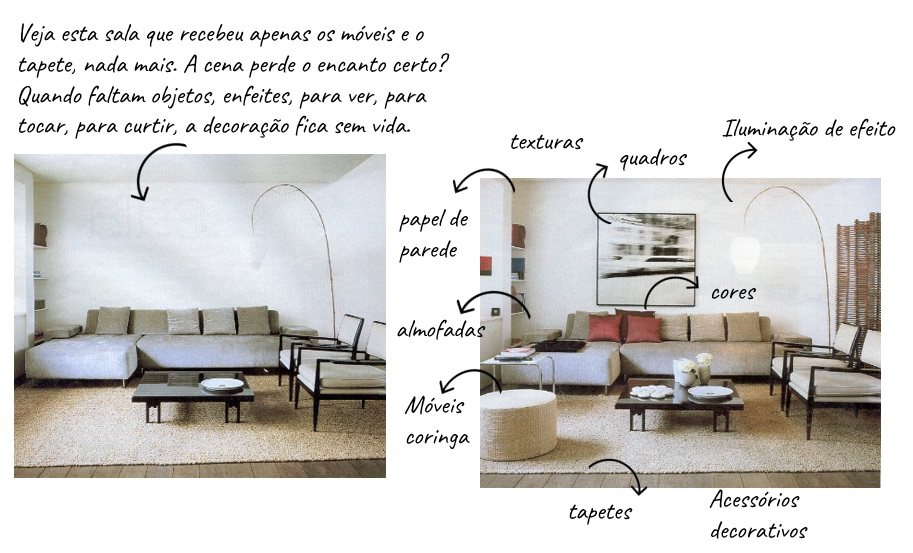 Veja esta sala que recebeu apenas os móveis e o
tapete, nada mais. A cena perde o encanto certo?
Quando faltam objetos, enfeites, para ver, para
tocar, para curtir, a decoração fica sem vida.
texturas
quadros
Iluminação de efeito
papel de
parede
cores
almofadas
Móveis
coringa
tapetes
Acessórios
decorativos